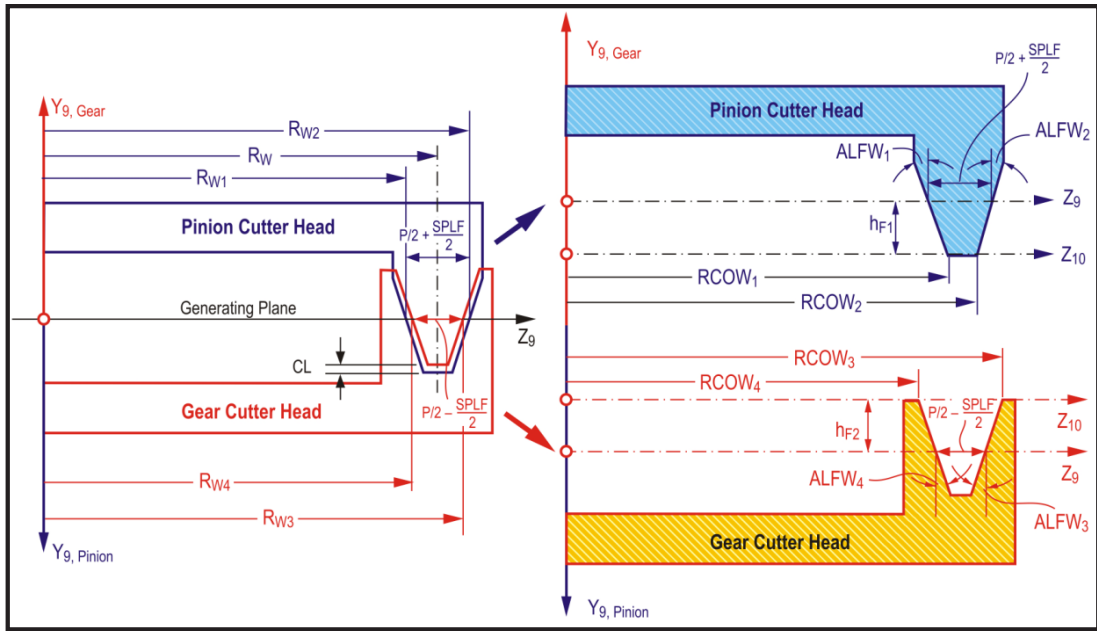 Y9, Gear
RW2
RW
RW1
Pinion Cutter Head
P/2 + SPLF/2
Generating Plane
Z9
CL
Gear Cutter Head
P/2 − SPLF/2
RW4
RW3
Y9, Pinion
Y9, Gear
P/2 + SPLF/2
Pinion Cutter Head
ALFW1
ALFW2
Z9
hF1
Z10
RCOW1
RCOW2
RCOW3
RCOW4
P/2 − SPLF/2
hF2
Z10
ALFW4
Z9
ALFW3
Gear Cutter Head
Y9, Pinion